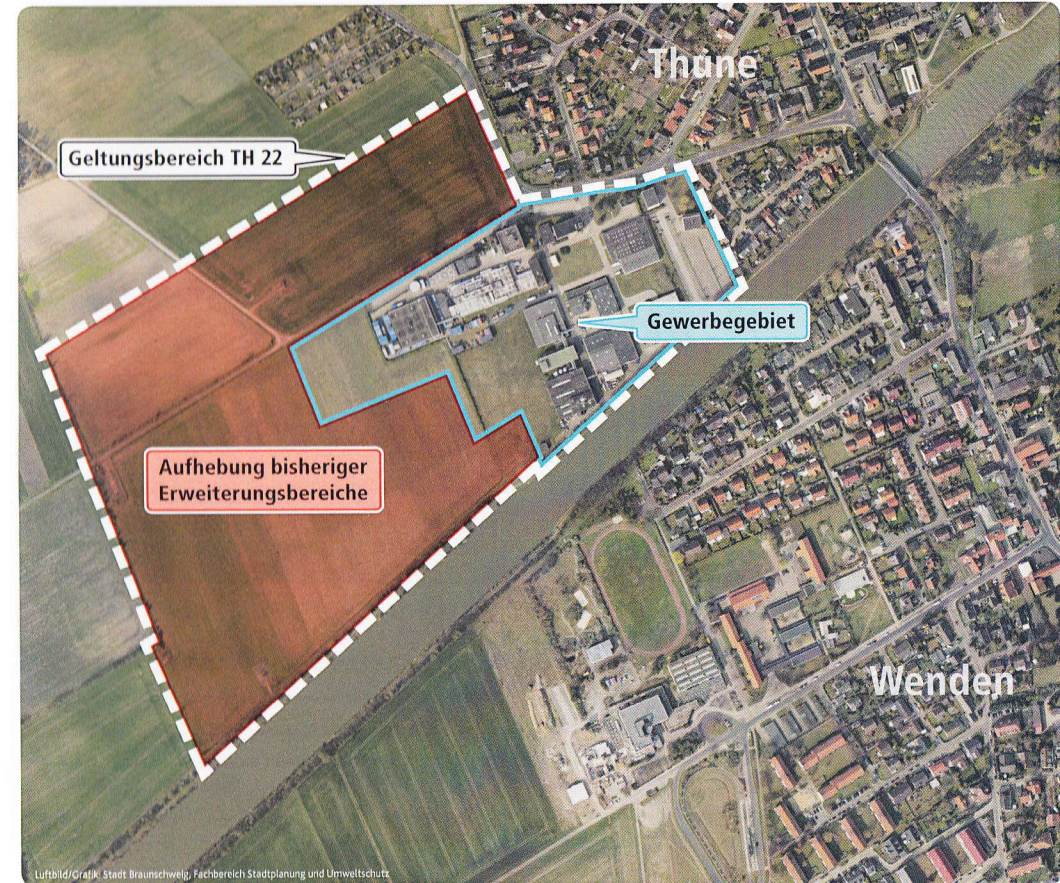 Thune
Geltungsbereich TH 22
Gewerbegebiet
Aufhebung bisheriger
Erweiterungsbereiche
Wenden
Luftbild/Grafik: Stadt Braunschweig, Fachbereich Stadtplanung und Umweltschutz